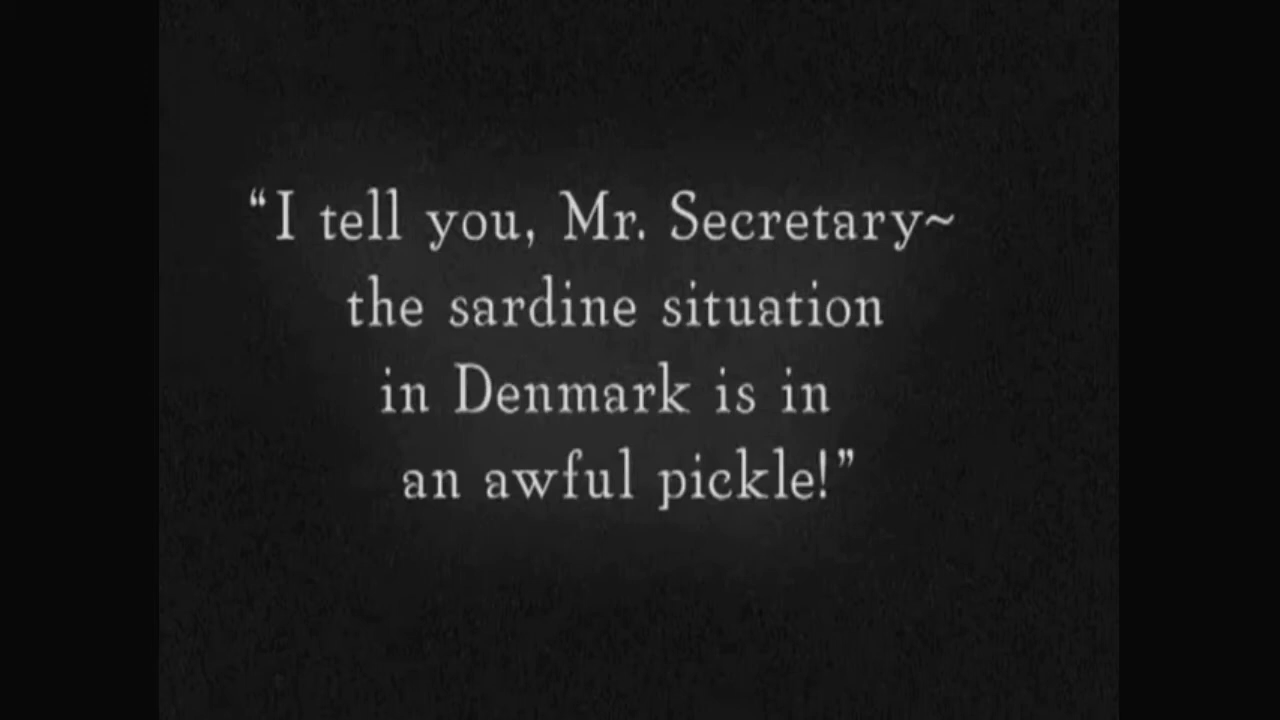 “I tell you, Mr. Secretary~
the sardine situation
in Denmark is in
an awful pickle!”